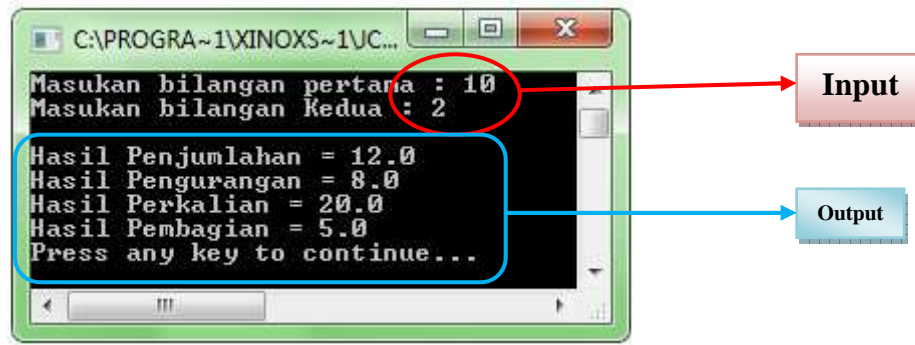 C:\PROGRA~1\XINOXS~1\JC...
Masukan bilangan pertama : 10
Masukan bilangan Kedua : 2
Hasil Penjumlahan = 12.0
Hasil Pengurangan = 8.0
Hasil Perkalian = 20.0
Hasil Pembagian = 5.0
Press any key to continue...
Input
Output